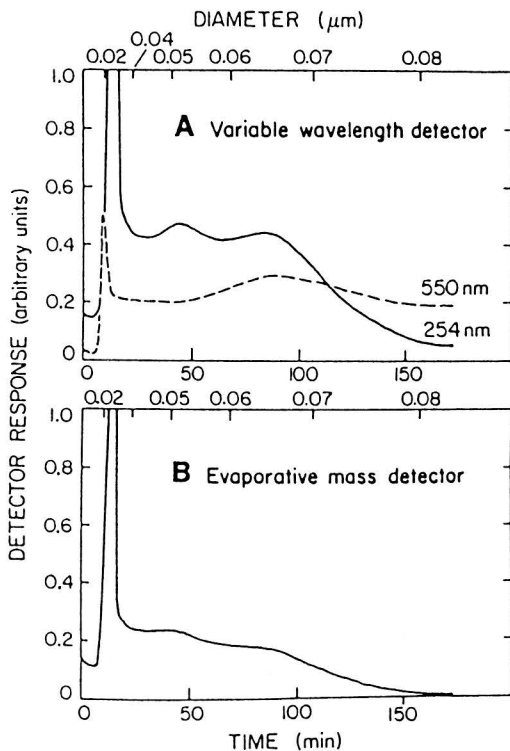 DIAMETER (μm)
0.04
0.02 0.05 0.06 0.07 0.08
1.0
A Variable wavelength detector
0.8
0.6
0.4
550 nm
0.2
254 nm
0
0 50 100 150
0.02 0.05 0.06 0.07 0.08
1.0
B Evaporative mass detector
0.8
0.6
0.4
0.2
0
0 50 100 150
TIME (min)
DETECTOR RESPONSE (arbitrary units)